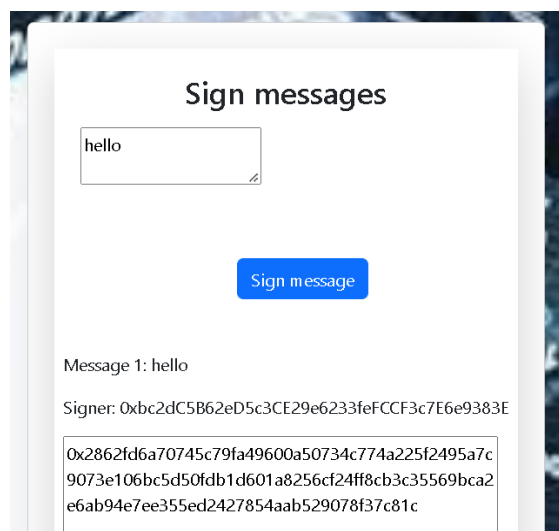 Sign messages
hello
Sign message
Message 1: hello
Signer: 0xbc2dC5B62eD5c3CE29e6233feFCCF3c7E6e9383E
0x2862fd6a70745c79fa49600a50734c774a225f2495a7c
9073e106bc5d50fdb1d601a8256cf24ff8cb3c35569bca2
e6ab94e7ee355ed2427854aab529078f37c81c